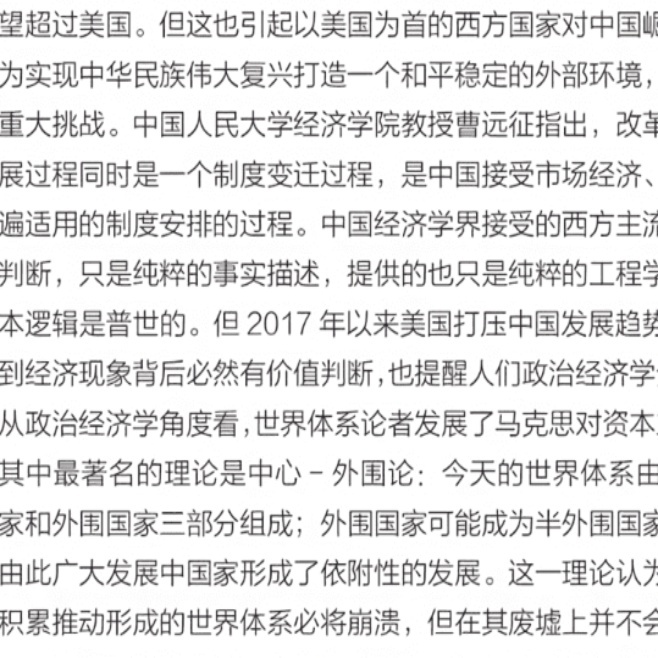 望超过美国。但这也引起以美国为首的西方国家对中国崛
为实现中华民族伟大复兴打造一个和平稳定的外部环境，
重大挑战。中国人民大学经济学院教授曹远征指出，改革
展过程同时是一个制度变迁过程，是中国接受市场经济、
遍适用的制度安排的过程。中国经济学界接受的西方主流
判断，只是纯粹的事实描述，提供的也只是纯粹的工程学
本逻辑是普世的。但 2017 年以来美国打压中国发展趋势
到经济现象背后必然有价值判断，也提醒人们政治经济学
从政治经济学角度看，世界体系论者发展了马克思对资本
其中最著名的理论是中心－外围论：今天的世界体系由
家和外围国家三部分组成；外围国家可能成为半外围国家
由此广大发展中国家形成了依附性的发展。这一理论认为
积累推动形成的世界体系必将崩溃，但在其废墟上并不会